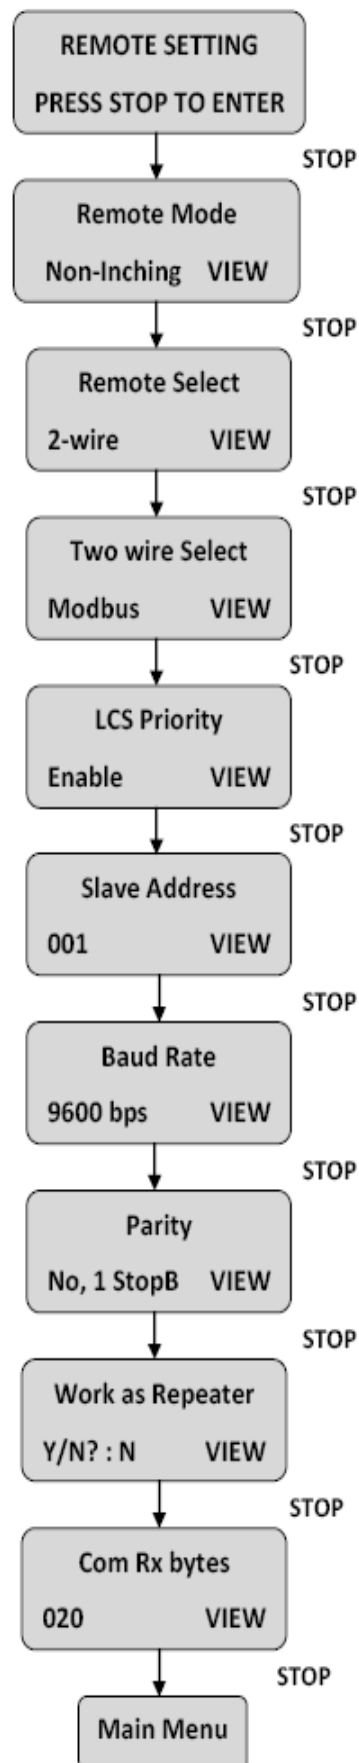 REMOTE SETTING
PRESS STOP TO ENTER
STOP
Remote Mode
Non-Inching VIEW
STOP
Remote Select
2-wire VIEW
STOP
Two wire Select
Modbus VIEW
STOP
LCS Priority
Enable VIEW
STOP
Slave Address
001 VIEW
STOP
Baud Rate
9600 bps VIEW
STOP
Parity
No, 1 StopB VIEW
STOP
Work as Repeater
Y/N? : N VIEW
STOP
Com Rx bytes
020 VIEW
STOP
Main Menu